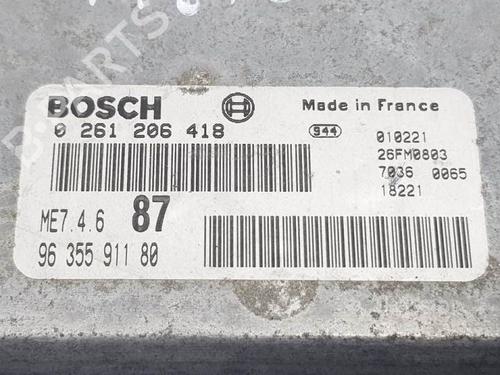 B-PARTS
BOSCH
Made in France
0 261 206 418
944
010221
26FM0803
7036 0065
18221
ME7.4.6 87
96 355 911 80